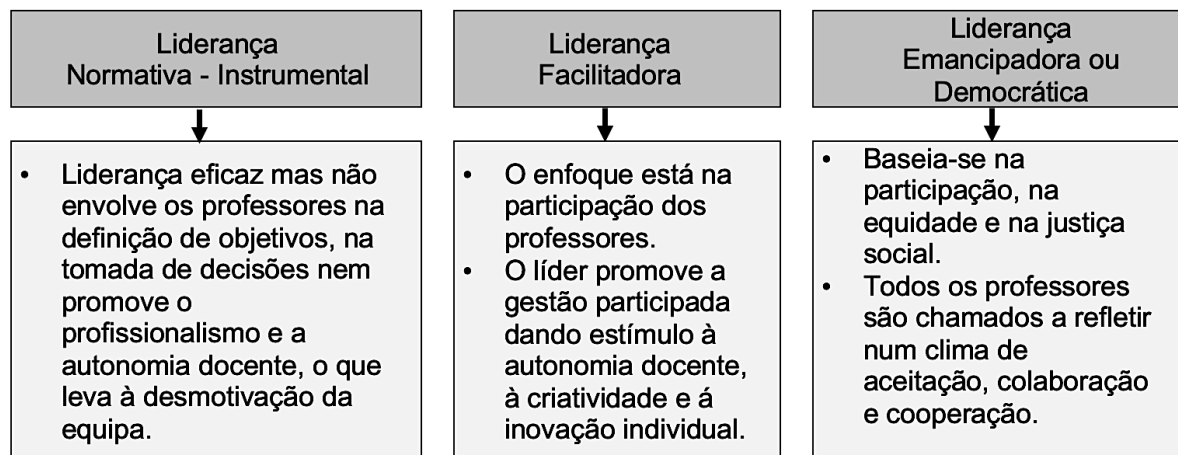 Liderança
Normativa - Instrumental
Liderança
Facilitadora
Liderança
Emancipadora ou
Democrática
• Liderança eficaz mas não
envolve os professores na
definição de objetivos, na
tomada de decisões nem
promove o
profissionalismo e a
autonomia docente, o que
leva à desmotivação da
equipa.
• O enfoque está na
participação dos
professores.
• O líder promove a
gestão participada
dando estímulo à
autonomia docente,
à criatividade e á
inovação individual.
• Baseia-se na
participação, na
equidade e na justiça
social.
• Todos os professores
são chamados a refletir
num clima de
aceitação, colaboração
e cooperação.